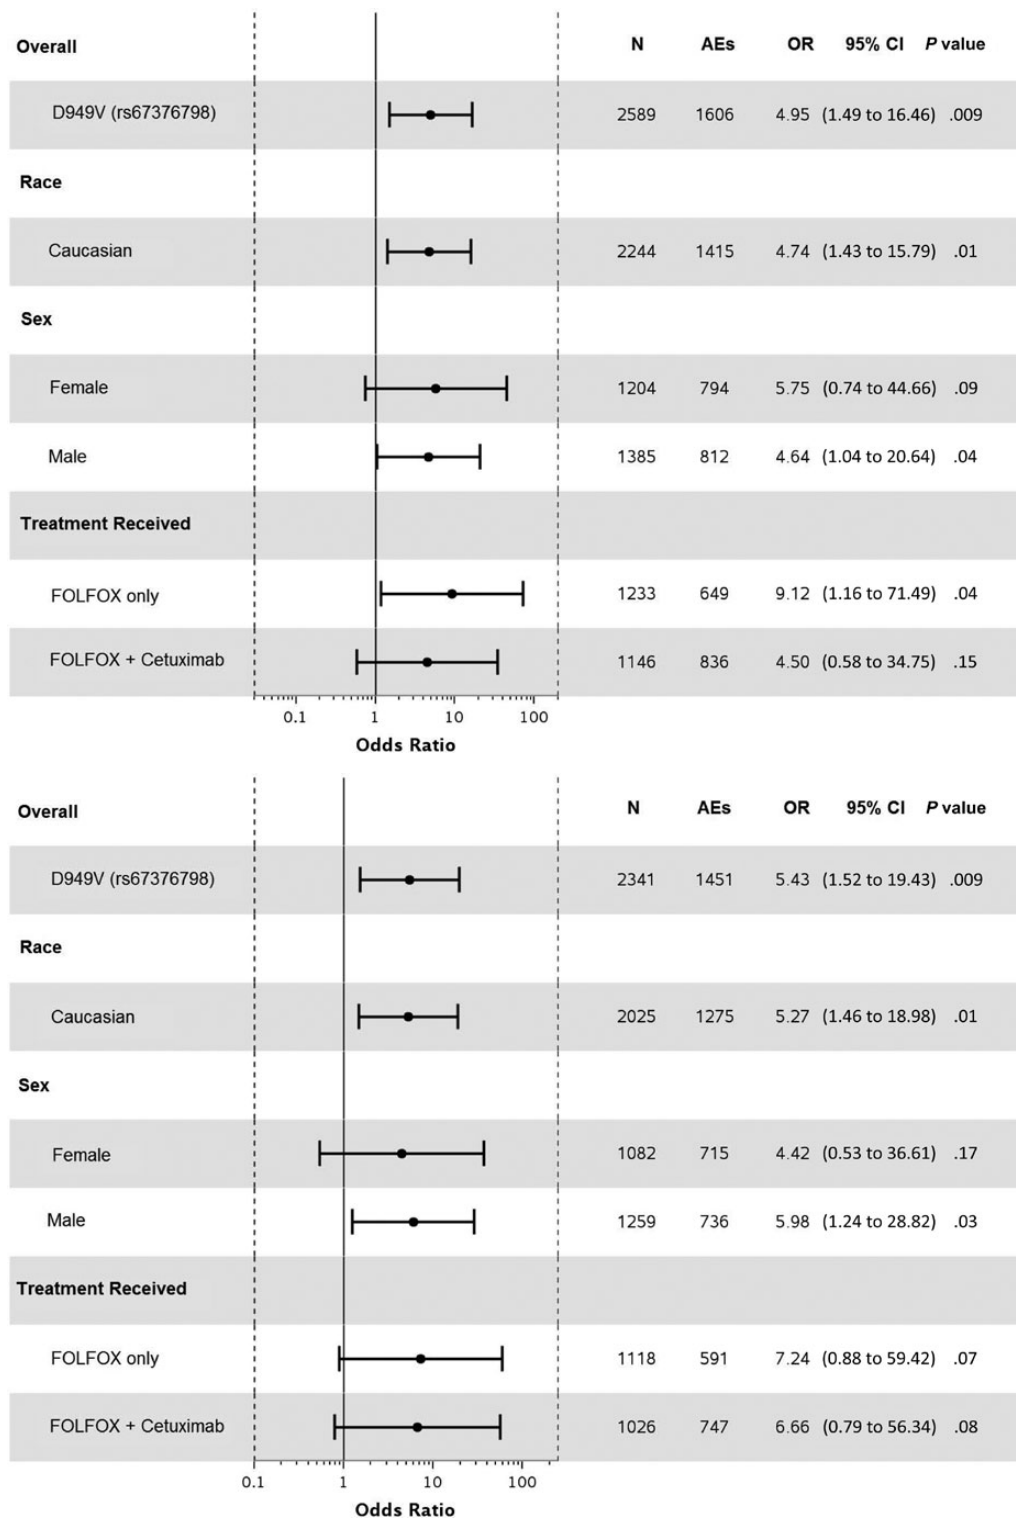 Overall N AEs OR 95% CI P value
D949V (rs67376798) 2589 1606 4.95 (1.49 to 16.46) .009
Race
Caucasian 2244 1415 4.74 (1.43 to 15.79) .01
Sex
Female 1204 794 5.75 (0.74 to 44.66) .09
Male 1385 812 4.64 (1.04 to 20.64) .04
Treatment Received
FOLFOX only 1233 649 9.12 (1.16 to 71.49) .04
FOLFOX + Cetuximab 1146 836 4.50 (0.58 to 34.75) .15
0.1 1 10 100
Odds Ratio
Overall N AEs OR 95% CI P value
D949V (rs67376798) 2341 1451 5.43 (1.52 to 19.43) .009
Race
Caucasian 2025 1275 5.27 (1.46 to 18.98) .01
Sex
Female 1082 715 4.42 (0.53 to 36.61) .17
Male 1259 736 5.98 (1.24 to 28.82) .03
Treatment Received
FOLFOX only 1118 591 7.24 (0.88 to 59.42) .07
FOLFOX + Cetuximab 1026 747 6.66 (0.79 to 56.34) .08
0.1 1 10 100
Odds Ratio